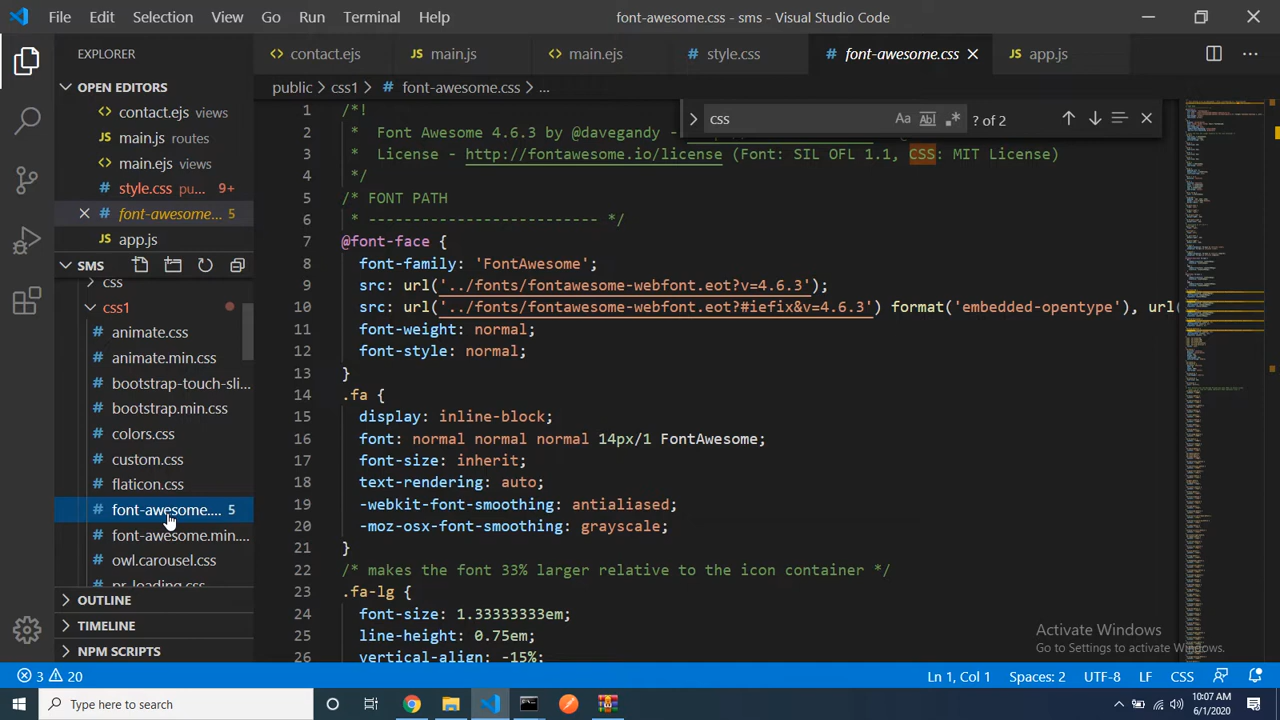 File Edit Selection View Go Run Terminal Help font-awesome.css - sms - Visual Studio Code
EXPLORER
OPEN EDITORS
contact.ejs views
main.js routes
main.ejs views
style.css pu... 9+
font-awesome... 5
app.js
SMS
css
css1
animate.css
animate.min.css
bootstrap-touch-sli...
bootstrap.min.css
colors.css
custom.css
flaticon.css
font-awesome.... 5
font-awesome.min....
owl.carousel.css
pr-loading.css
OUTLINE
TIMELINE
NPM SCRIPTS
contact.ejs main.js main.ejs style.css font-awesome.css app.js
public > css1 > font-awesome.css > ...
css Aa Abl .* ? of 2
1 /*!
2 * Font Awesome 4.6.3 by @davegandy -
3 * License - http://fontawesome.io/license (Font: SIL OFL 1.1, CSS: MIT License)
4 */
5 /* FONT PATH
6 * -------------------------- */
7 @font-face {
8 font-family: 'FontAwesome';
9 src: url('../fonts/fontawesome-webfront.eot?v=4.6.3');
10 src: url('../fonts/fontawesome-webfront.eot?#iefix&v=4.6.3') format('embedded-opentype'), url(
11 font-weight: normal;
12 font-style: normal;
13 }
14 .fa {
15 display: inline-block;
16 font: normal normal normal 14px/1 FontAwesome;
17 font-size: inherit;
18 text-rendering: auto;
19 -webkit-font-smoothing: antialiased;
20 -moz-osx-font-smoothing: grayscale;
21 }
22 /* makes the font 33% larger relative to the icon container */
23 .fa-lg {
24 font-size: 1.33333333em;
25 line-height: 0.75em;
26 vertical-align: -15%;
Activate Windows
Go to Settings to activate Windows.
3 20 Ln 1, Col 1 Spaces: 2 UTF-8 LF CSS
Type here to search
10:07 AM
6/1/2020